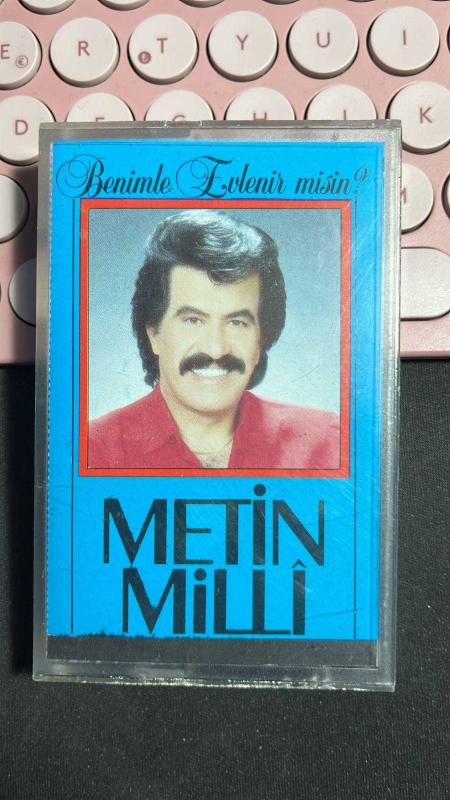 E € R T ₺ Y U I
D F G H J K
M
Benimle Evlenir misin?
METİN
MİLLÎ